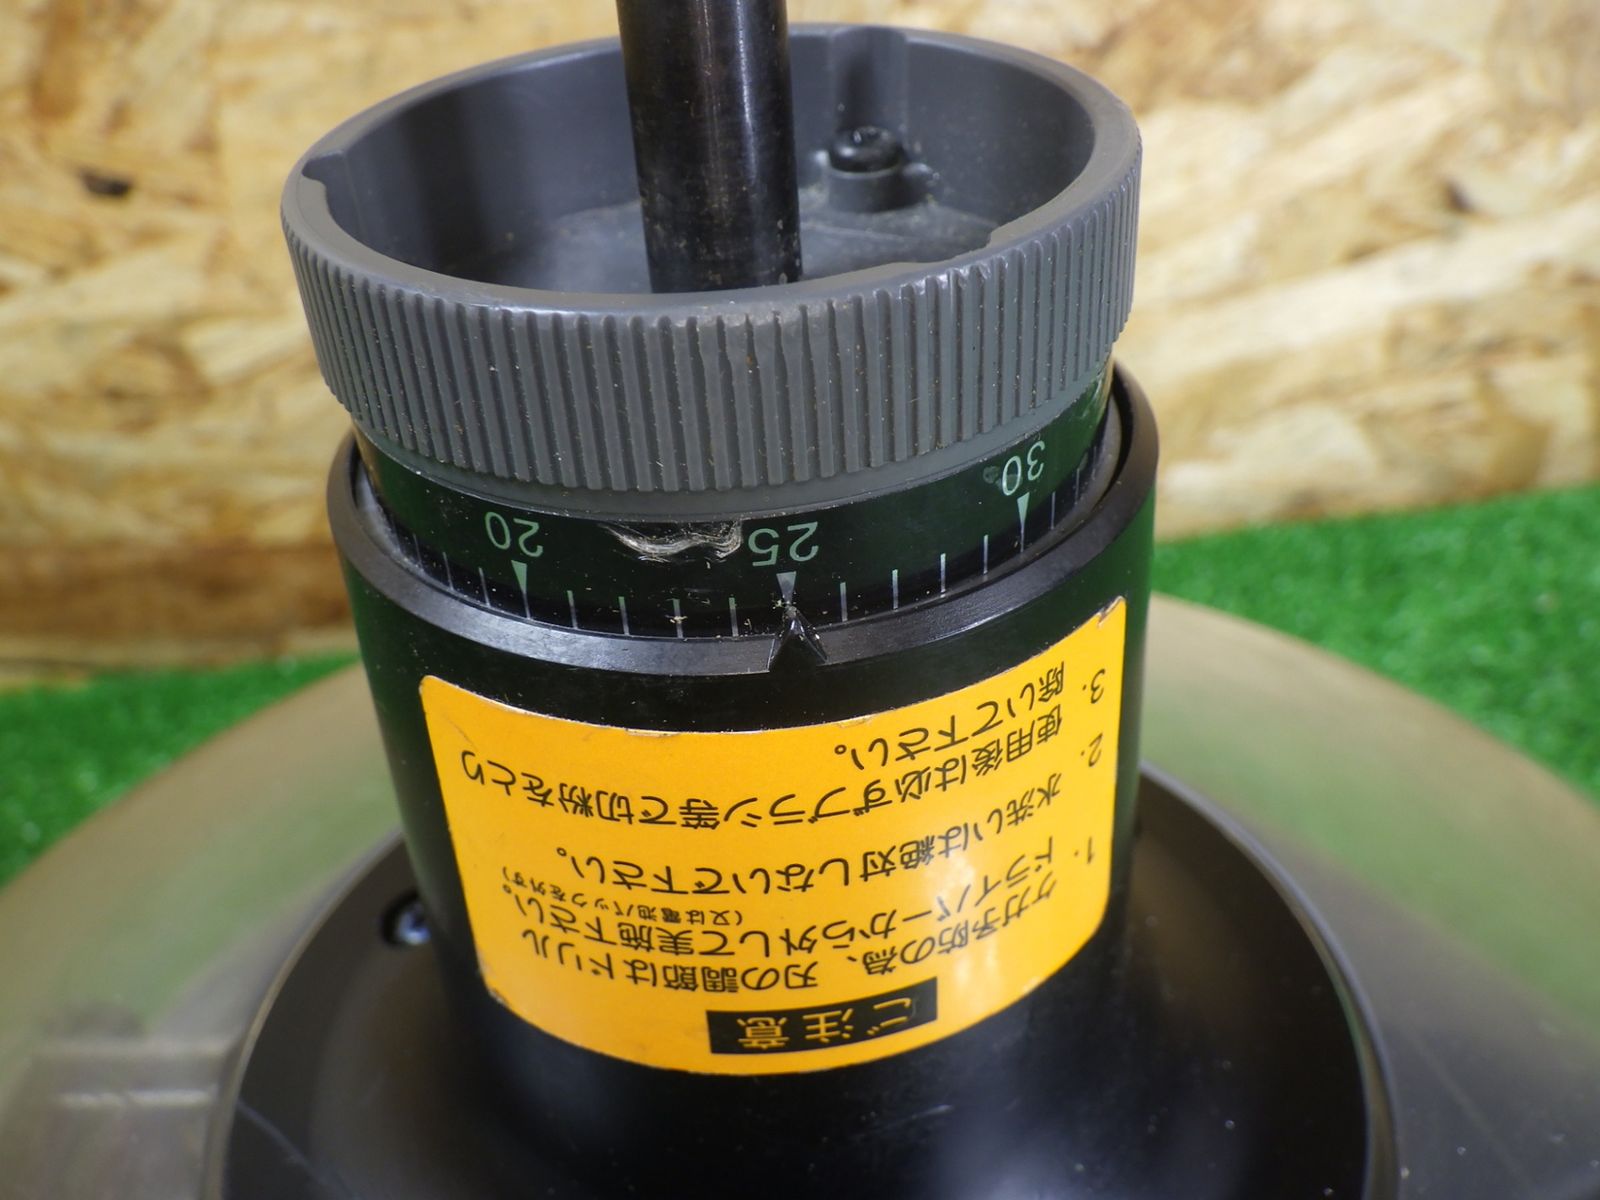 ご注意
1. ケガ予防の為、刃の調節はドリル
ドライバーから外して実施下さい。
(又は電池パックを外す)
2. 水洗いは絶対しないで下さい。
3. 使用後は必ずブラシ等で切粉をとり
除いて下さい。
30 25 20